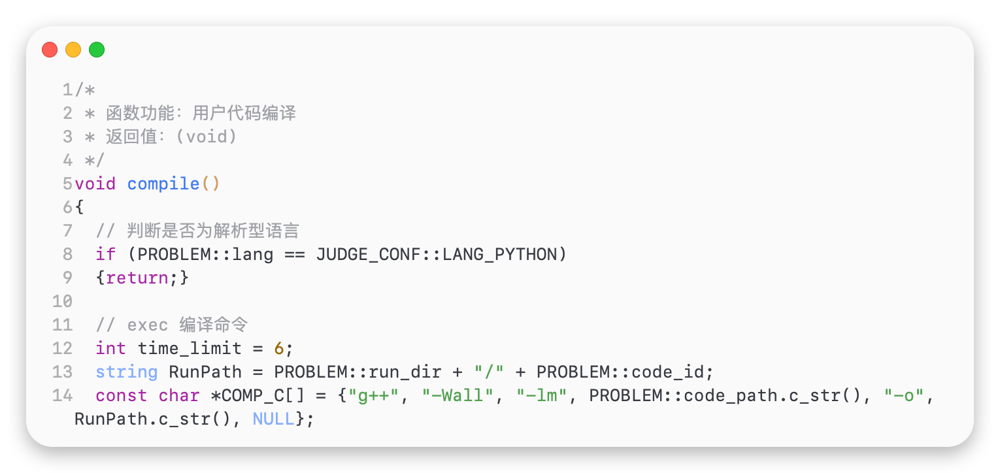 1/*
2 * 函数功能：用户代码编译
3 * 返回值：(void)
4 */
5void compile()
6{
7  // 判断是否为解析型语言
8  if (PROBLEM::lang == JUDGE_CONF::LANG_PYTHON)
9  {return;}
10
11  // exec 编译命令
12  int time_limit = 6;
13  string RunPath = PROBLEM::run_dir + "/" + PROBLEM::code_id;
14  const char *COMP_C[] = {"g++", "-Wall", "-lm", PROBLEM::code_path.c_str(), "-o",
RunPath.c_str(), NULL};